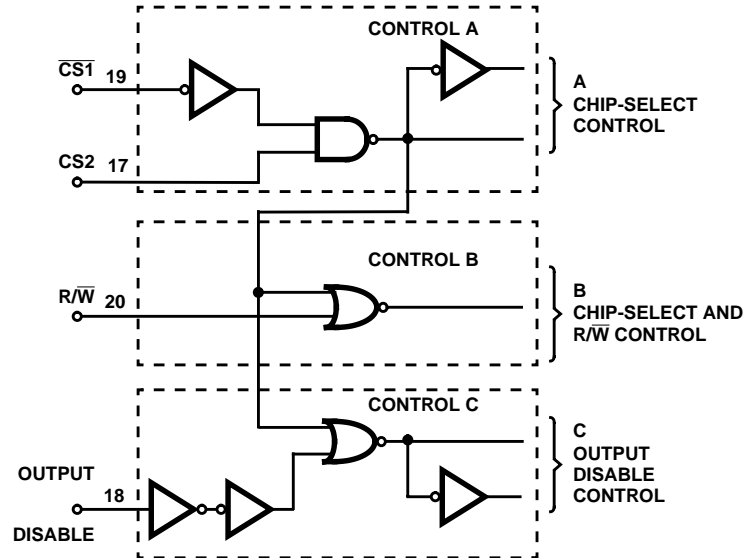 CONTROL A
C̅S̅1̅ 19
A
CHIP-SELECT
CONTROL
CS2 17
CONTROL B
R/W̅ 20
B
CHIP-SELECT AND
R/W̅ CONTROL
CONTROL C
C
OUTPUT
DISABLE
CONTROL
OUTPUT
18
DISABLE